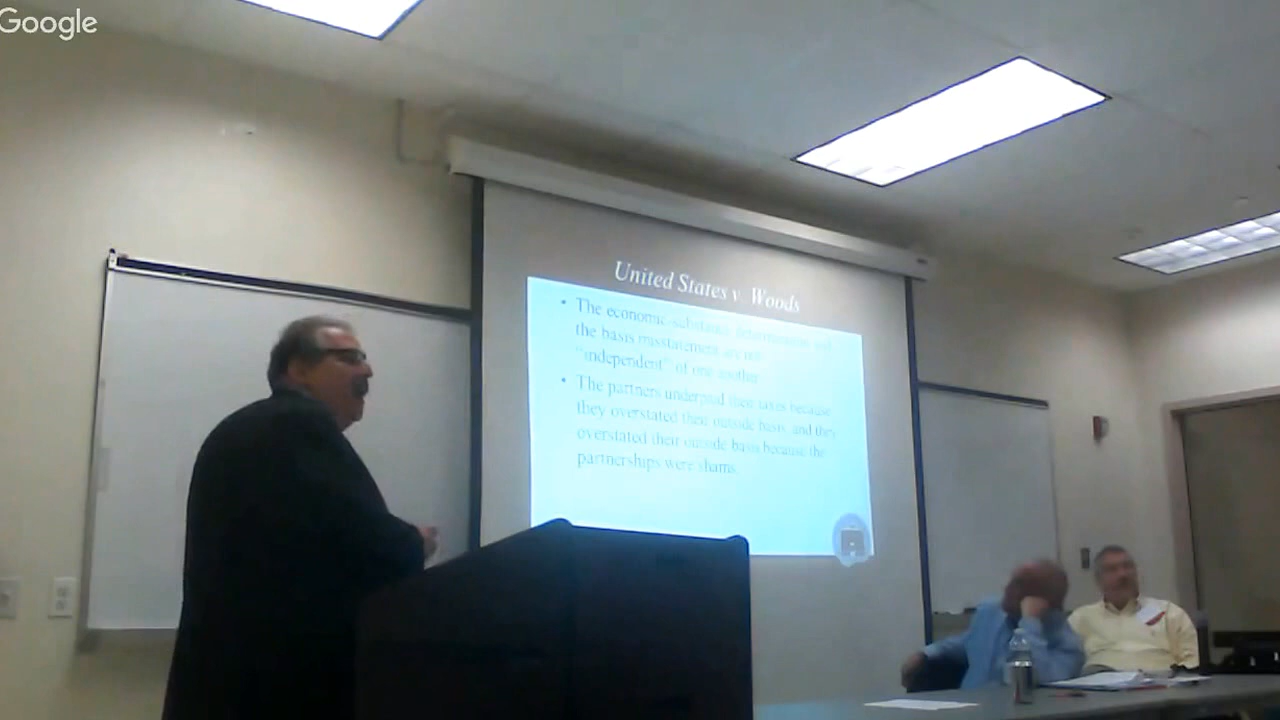 Google
United States v. Woods
• The economic-substance determination and
the basis misstatement are not
“independent” of one another
• The partners underpaid their taxes because
they overstated their outside basis, and they
overstated their outside basis because the
partnerships were shams